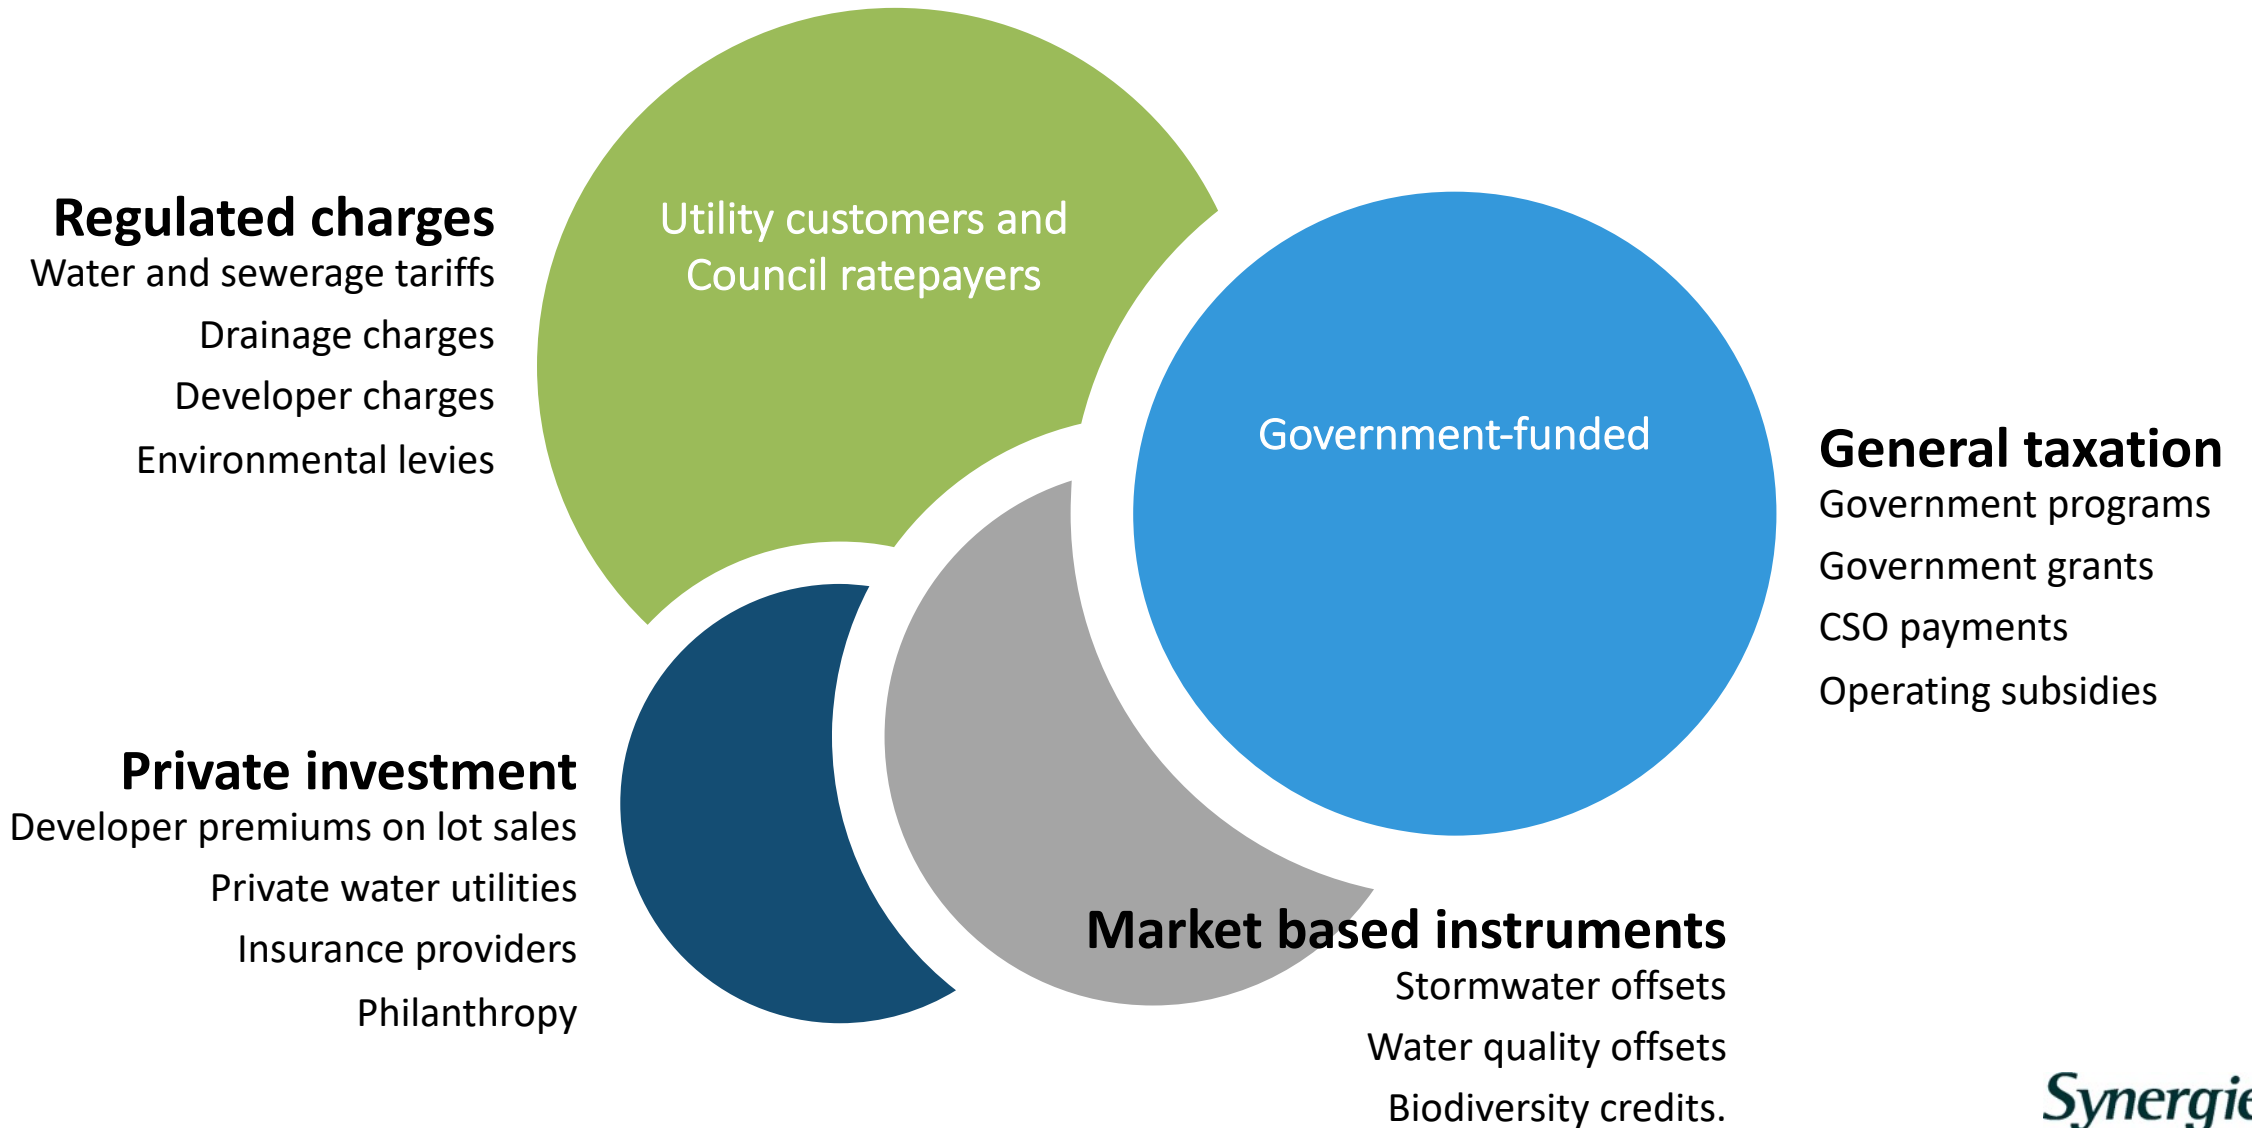 Regulated charges
Water and sewerage tariffs
Drainage charges
Developer charges
Environmental levies
Utility customers and
Council ratepayers
Government-funded
General taxation
Government programs
Government grants
CSO payments
Operating subsidies
Private investment
Developer premiums on lot sales
Private water utilities
Insurance providers
Philanthropy
Market based instruments
Stormwater offsets
Water quality offsets
Biodiversity credits.